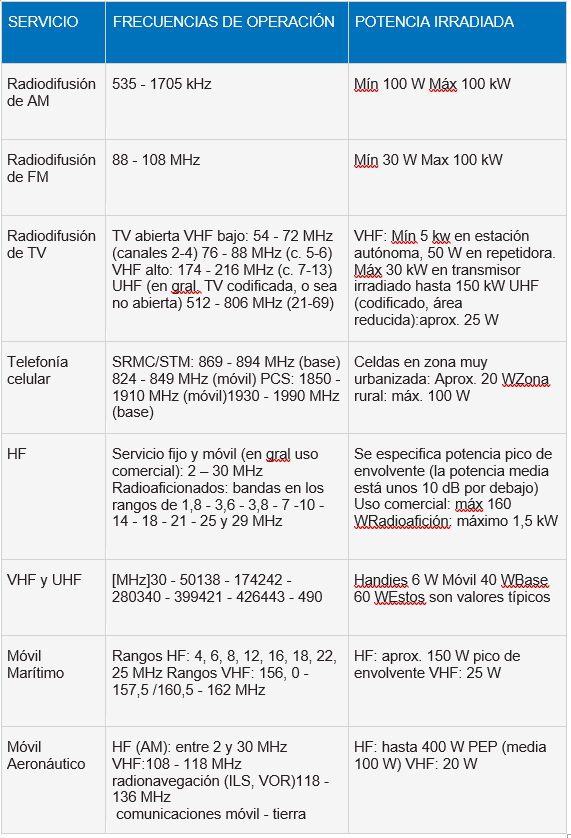 SERVICIO
FRECUENCIAS DE OPERACIÓN
POTENCIA IRRADIADA
Radiodifusión
de AM
535 - 1705 kHz
Mín 100 W Máx 100 kW
Radiodifusión
de FM
88 - 108 MHz
Mín 30 W Max 100 kW
Radiodifusión
de TV
TV abierta VHF bajo: 54 - 72 MHz
(canales 2-4) 76 - 88 MHz (c. 5-6)
VHF alto: 174 - 216 MHz (c. 7-13)
UHF (en gral. TV codificada, o sea
no abierta) 512 - 806 MHz (21-69)
VHF: Mín 5 kw en estación
autónoma, 50 W en repetidora.
Máx 30 kW en transmisor
irradiado hasta 150 kW UHF
(codificado, área
reducida):aprox. 25 W
Telefonía
celular
SRMC/STM: 869 - 894 MHz (base)
824 - 849 MHz (móvil) PCS: 1850 -
1910 MHz (móvil)1930 - 1990 MHz
(base)
Celdas en zona muy
urbanizada: Aprox. 20 WZona
rural: máx. 100 W
HF
Servicio fijo y móvil (en gral uso
comercial): 2 – 30 MHz
Radioaficionados: bandas en los
rangos de 1,8 - 3,6 - 3,8 - 7 -10 -
14 - 18 - 21 - 25 y 29 MHz
Se especifica potencia pico de
envolvente (la potencia media
está unos 10 dB por debajo)
Uso comercial: máx 160
WRadioafición: máximo 1,5 kW
VHF y UHF
[MHz]30 - 50138 - 174242 -
280340 - 399421 - 426443 - 490
Handies 6 W Móvil 40 WBase
60 WEstos son valores típicos
Móvil
Marítimo
Rangos HF: 4, 6, 8, 12, 16, 18, 22,
25 MHz Rangos VHF: 156, 0 -
157,5 /160,5 - 162 MHz
HF: aprox. 150 W pico de
envolvente VHF: 25 W
Móvil
Aeronáutico
HF (AM): entre 2 y 30 MHz
VHF:108 - 118 MHz
radionavegación (ILS, VOR)118 -
136 MHz
comunicaciones móvil - tierra
HF: hasta 400 W PEP (media
100 W) VHF: 20 W